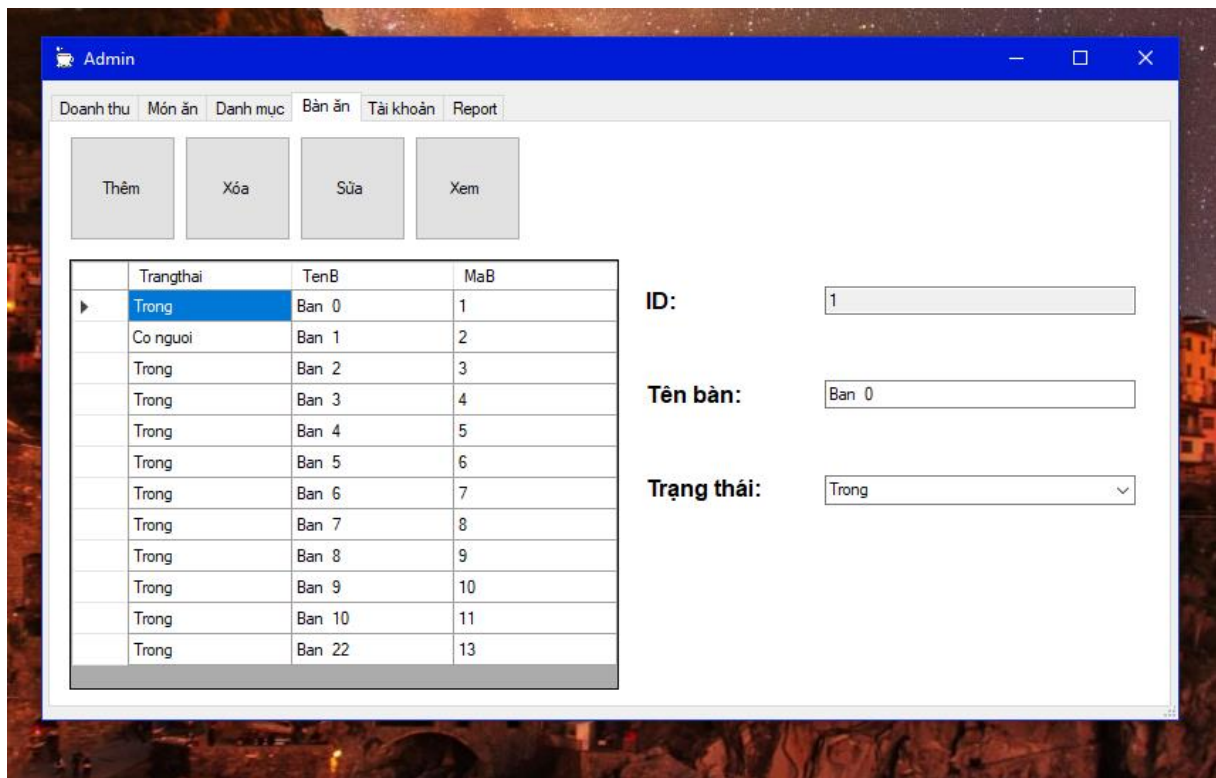 Admin
Doanh thu Món ăn Danh mục Bàn ăn Tài khoản Report
Thêm Xóa Sửa Xem
Trangthai TenB MaB
Trong Ban 0 1
Co nguoi Ban 1 2
Trong Ban 2 3
Trong Ban 3 4
Trong Ban 4 5
Trong Ban 5 6
Trong Ban 6 7
Trong Ban 7 8
Trong Ban 8 9
Trong Ban 9 10
Trong Ban 10 11
Trong Ban 22 13
ID: 1
Tên bàn: Ban 0
Trạng thái: Trong